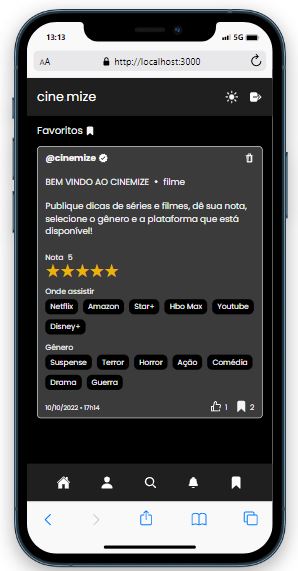 13:13
5G
AA
http://localhost:3000
cine mize
Favoritos
@cinemize
BEM VINDO AO CINEMIZE • filme
Publique dicas de séries e filmes, dê sua nota,
selecione o gênero e a plataforma que está
disponível!
Nota 5
Onde assistir
Netflix Amazon Star+ Hbo Max Youtube
Disney+
Gênero
Suspense Terror Horror Ação Comédia
Drama Guerra
10/10/2022 • 17h14
1 2